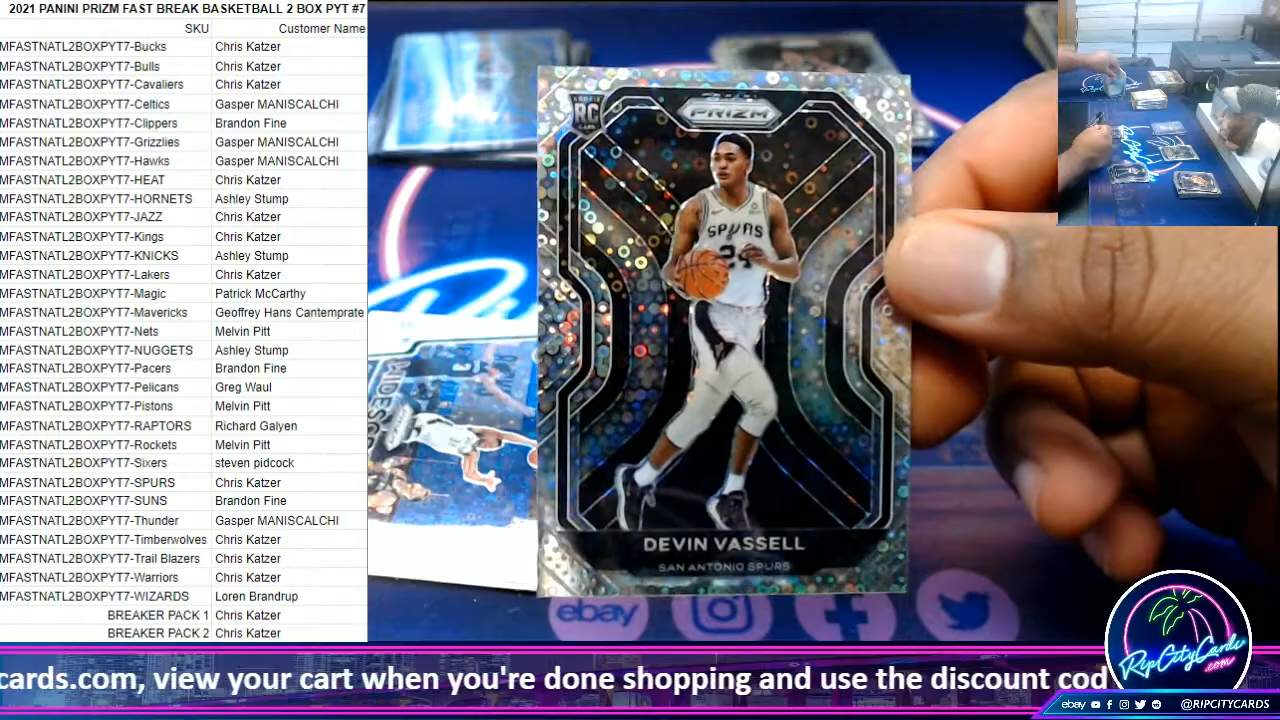 2021 PANINI PRIZM FAST BREAK BASKETBALL 2 BOX PYT #7
SKU Customer Name
MFASTNATL2BOXPYT7-Bucks Chris Katzer
MFASTNATL2BOXPYT7-Bulls Chris Katzer
MFASTNATL2BOXPYT7-Cavaliers Chris Katzer
MFASTNATL2BOXPYT7-Celtics Gasper MANISCALCHI
MFASTNATL2BOXPYT7-Clippers Brandon Fine
MFASTNATL2BOXPYT7-Grizzlies Gasper MANISCALCHI
MFASTNATL2BOXPYT7-Hawks Gasper MANISCALCHI
MFASTNATL2BOXPYT7-HEAT Chris Katzer
MFASTNATL2BOXPYT7-HORNETS Ashley Stump
MFASTNATL2BOXPYT7-JAZZ Chris Katzer
MFASTNATL2BOXPYT7-Kings Chris Katzer
MFASTNATL2BOXPYT7-KNICKS Ashley Stump
MFASTNATL2BOXPYT7-Lakers Chris Katzer
MFASTNATL2BOXPYT7-Magic Patrick McCarthy
MFASTNATL2BOXPYT7-Mavericks Geoffrey Hans Cantemprate
MFASTNATL2BOXPYT7-Nets Melvin Pitt
MFASTNATL2BOXPYT7-NUGGETS Ashley Stump
MFASTNATL2BOXPYT7-Pacers Brandon Fine
MFASTNATL2BOXPYT7-Pelicans Greg Waul
MFASTNATL2BOXPYT7-Pistons Melvin Pitt
MFASTNATL2BOXPYT7-RAPTORS Richard Galyen
MFASTNATL2BOXPYT7-Rockets Melvin Pitt
MFASTNATL2BOXPYT7-Sixers steven pidcock
MFASTNATL2BOXPYT7-SPURS Chris Katzer
MFASTNATL2BOXPYT7-SUNS Brandon Fine
MFASTNATL2BOXPYT7-Thunder Gasper MANISCALCHI
MFASTNATL2BOXPYT7-Timberwolves Chris Katzer
MFASTNATL2BOXPYT7-Trail Blazers Chris Katzer
MFASTNATL2BOXPYT7-Warriors Chris Katzer
MFASTNATL2BOXPYT7-WIZARDS Loren Brandrup
BREAKER PACK 1 Chris Katzer
BREAKER PACK 2 Chris Katzer
RC
PRIZM
SPURS
24
DEVIN VASSELL
SAN ANTONIO SPURS
ebay
cards.com, view your cart when you're done shopping and use the discount cod
RipCityCards
.com
ebay @RIPCITYCARDS